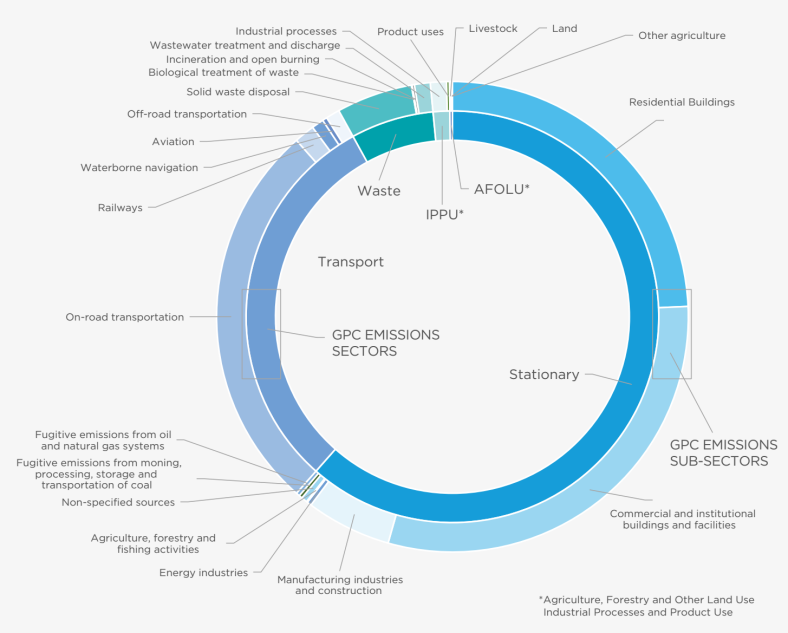 Industrial processes
Product uses
Livestock
Land
Other agriculture
Wastewater treatment and discharge
Incineration and open burning
Biological treatment of waste
Solid waste disposal
Residential Buildings
Off-road transportation
Aviation
Waterborne navigation
Railways
Waste
AFOLU*
IPPU*
Transport
On-road transportation
GPC EMISSIONS
SECTORS
Stationary
GPC EMISSIONS
SUB-SECTORS
Fugitive emissions from oil
and natural gas systems
Fugitive emissions from moning,
processing, storage and
transportation of coal
Non-specified sources
Agriculture, forestry and
fishing activities
Energy industries
Manufacturing industries
and construction
Commercial and institutional
buildings and facilities
*Agriculture, Forestry and Other Land Use
Industrial Processes and Product Use